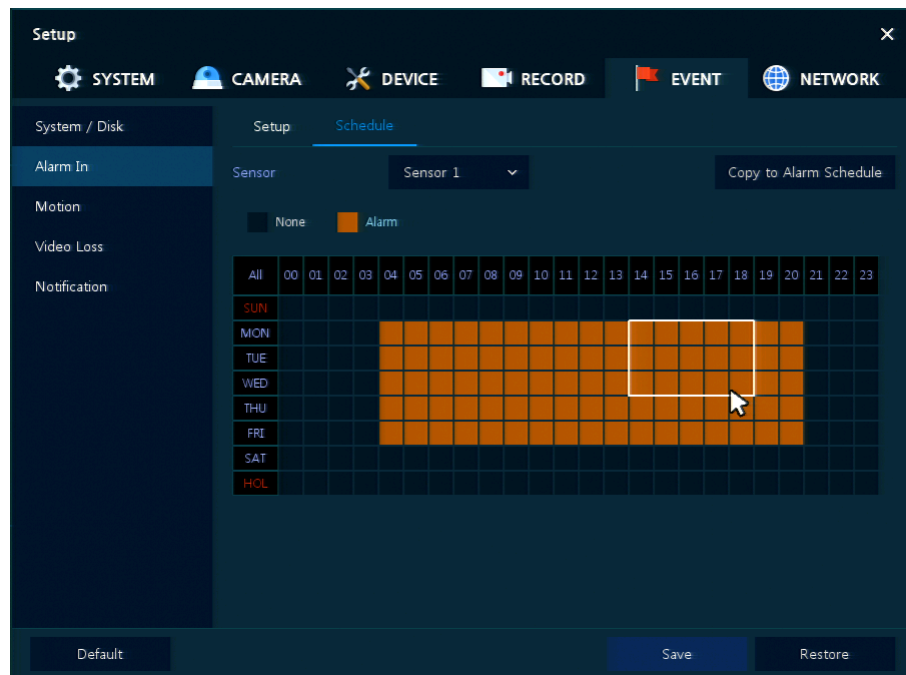 Setup
SYSTEM CAMERA DEVICE RECORD EVENT NETWORK
System / Disk
Alarm In
Motion
Video Loss
Notification
Setup Schedule
Sensor Sensor 1 Copy to Alarm Schedule
None Alarm
All 00 01 02 03 04 05 06 07 08 09 10 11 12 13 14 15 16 17 18 19 20 21 22 23
SUN
MON
TUE
WED
THU
FRI
SAT
HOL
Default Save Restore